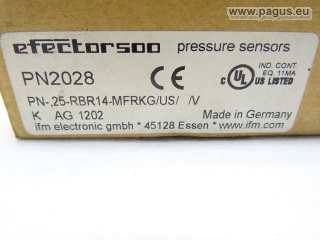 www.pagus.eu
efector500 pressure sensors
PN2028 CE UL IND. CONT. EQ. 11MA
C US LISTED
PN-.25-RBR14-MFRKG/US/ /V
K AG 1202 Made in Germany
ifm electronic gmbh * 45128 Essen * www.ifm.com